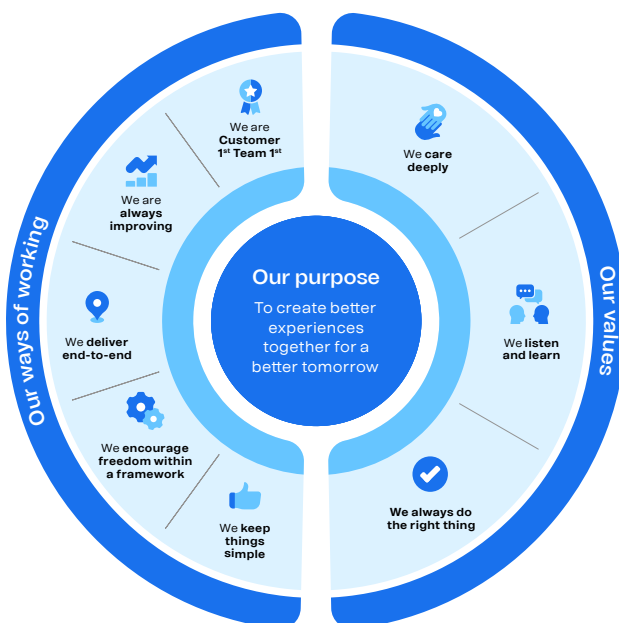 Our ways of working
We are
Customer
1st Team 1st
We are
always
improving
We deliver
end-to-end
We encourage
freedom within
a framework
We keep
things
simple
Our purpose
To create better
experiences
together for a
better tomorrow
Our values
We care
deeply
We listen
and learn
We always do
the right thing